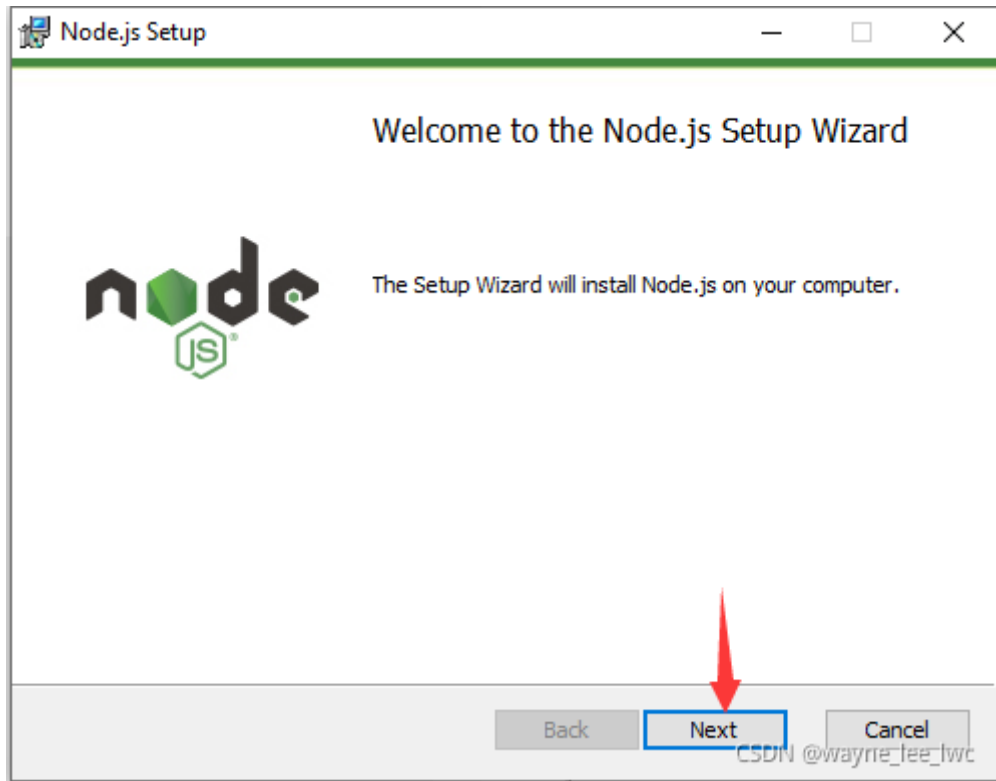 Node.js Setup
Welcome to the Node.js Setup Wizard
node
JS®
The Setup Wizard will install Node.js on your computer.
Back
Next
Cancel
CSDN @wayne_lee_lwc